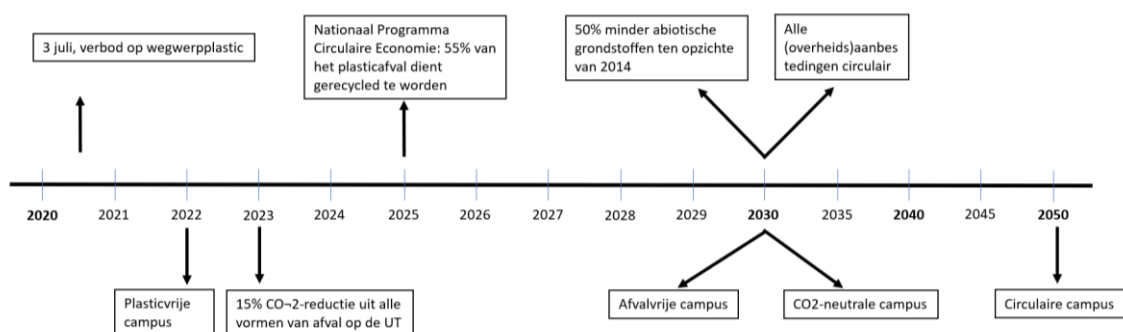 3 juli, verbod op wegwerpplastic
Nationaal Programma
Circulaire Economie: 55% van
het plasticafval dient
gerecycled te worden
50% minder abiotische
grondstoffen ten opzichte
van 2014
Alle
(overheids)aanbes
tedingen circulair
2020 2021 2022 2023 2024 2025 2026 2027 2028 2029 2030 2035 2040 2045 2050
Plasticvrije
campus
15% CO¬2-reductie uit alle
vormen van afval op de UT
Afvalvrije campus
CO2-neutrale campus
Circulaire campus